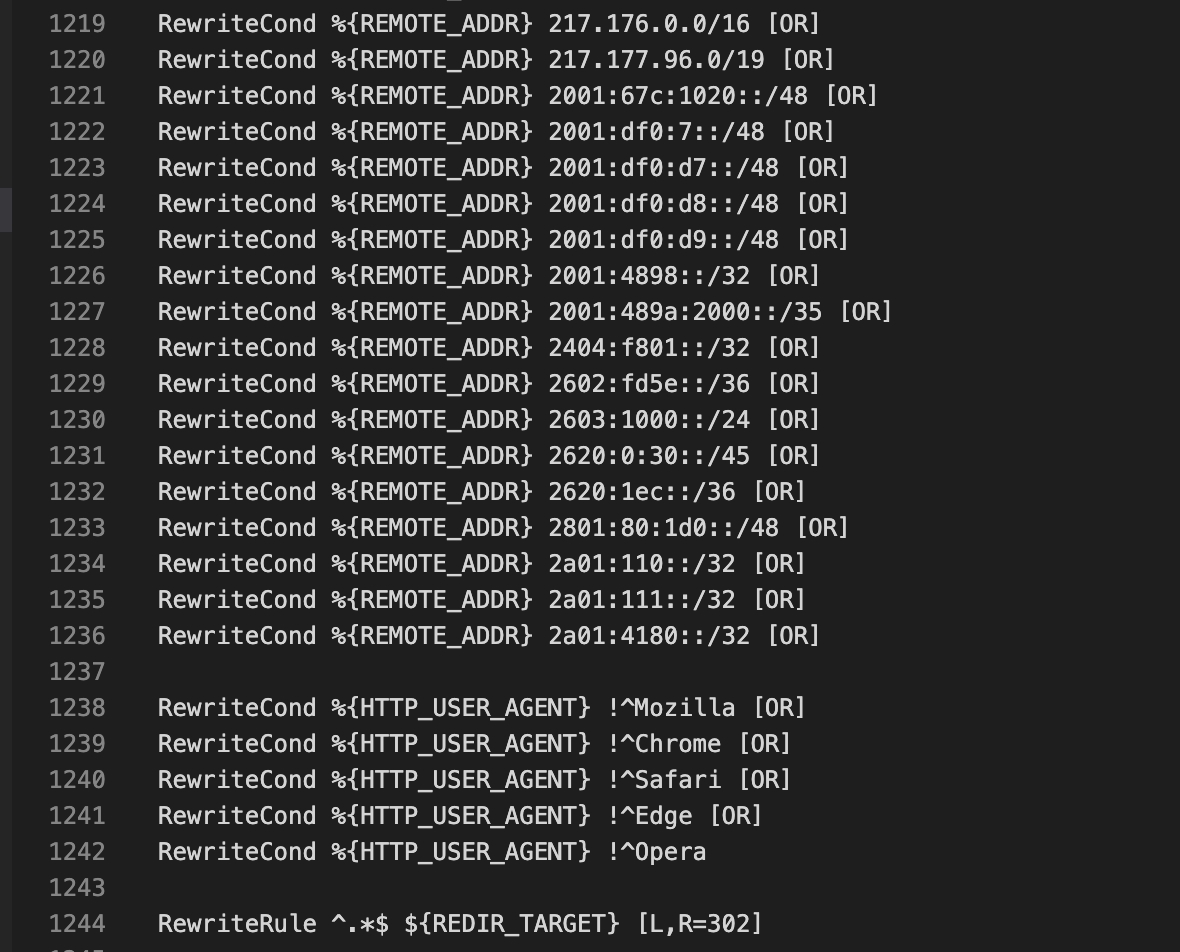 1219 RewriteCond %{REMOTE_ADDR} 217.176.0.0/16 [OR]
1220 RewriteCond %{REMOTE_ADDR} 217.177.96.0/19 [OR]
1221 RewriteCond %{REMOTE_ADDR} 2001:67c:1020::/48 [OR]
1222 RewriteCond %{REMOTE_ADDR} 2001:df0:7::/48 [OR]
1223 RewriteCond %{REMOTE_ADDR} 2001:df0:d7::/48 [OR]
1224 RewriteCond %{REMOTE_ADDR} 2001:df0:d8::/48 [OR]
1225 RewriteCond %{REMOTE_ADDR} 2001:df0:d9::/48 [OR]
1226 RewriteCond %{REMOTE_ADDR} 2001:4898::/32 [OR]
1227 RewriteCond %{REMOTE_ADDR} 2001:489a:2000::/35 [OR]
1228 RewriteCond %{REMOTE_ADDR} 2404:f801::/32 [OR]
1229 RewriteCond %{REMOTE_ADDR} 2602:fd5e::/36 [OR]
1230 RewriteCond %{REMOTE_ADDR} 2603:1000::/24 [OR]
1231 RewriteCond %{REMOTE_ADDR} 2620:0:30::/45 [OR]
1232 RewriteCond %{REMOTE_ADDR} 2620:1ec::/36 [OR]
1233 RewriteCond %{REMOTE_ADDR} 2801:80:1d0::/48 [OR]
1234 RewriteCond %{REMOTE_ADDR} 2a01:110::/32 [OR]
1235 RewriteCond %{REMOTE_ADDR} 2a01:111::/32 [OR]
1236 RewriteCond %{REMOTE_ADDR} 2a01:4180::/32 [OR]
1237
1238 RewriteCond %{HTTP_USER_AGENT} !^Mozilla [OR]
1239 RewriteCond %{HTTP_USER_AGENT} !^Chrome [OR]
1240 RewriteCond %{HTTP_USER_AGENT} !^Safari [OR]
1241 RewriteCond %{HTTP_USER_AGENT} !^Edge [OR]
1242 RewriteCond %{HTTP_USER_AGENT} !^Opera
1243
1244 RewriteRule ^.*$ ${REDIR_TARGET} [L,R=302]